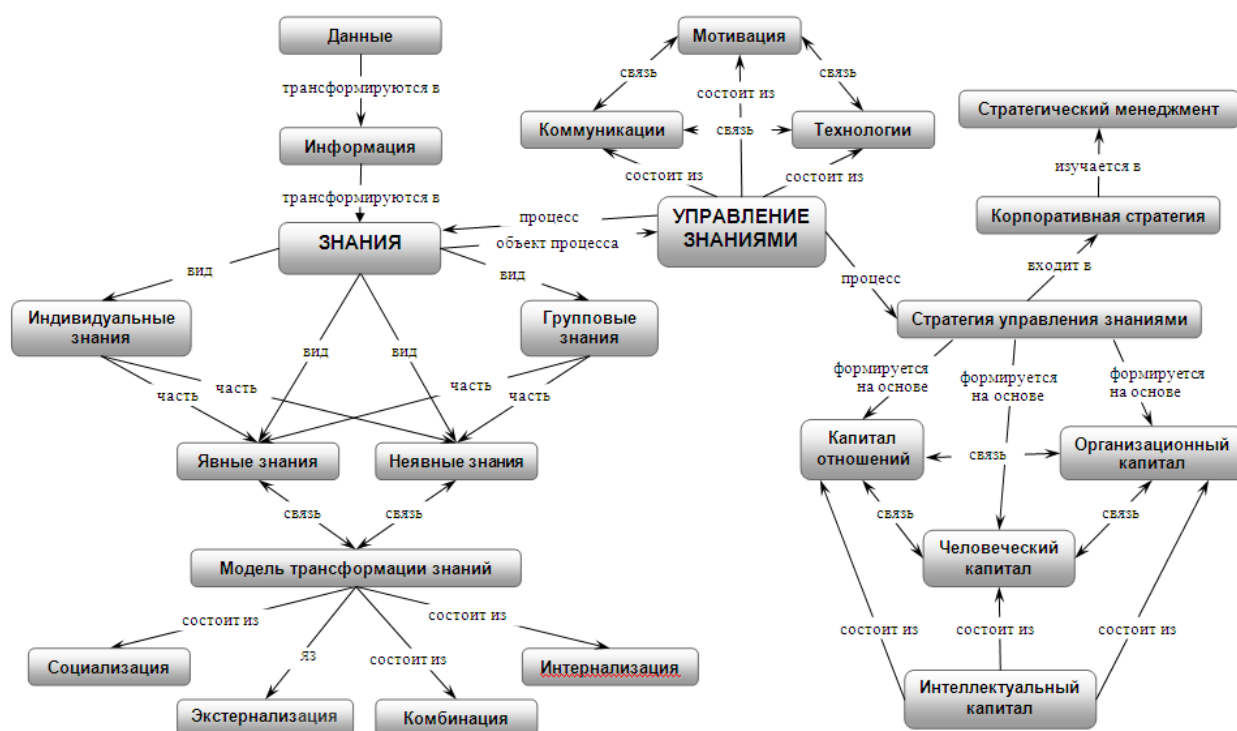 Данные
Мотивация
трансформируются в
связь
связь
состоит из
Стратегический менеджмент
Коммуникации
связь
Технологии
Информация
изучается в
состоит из
состоит из
трансформируются в
Корпоративная стратегия
процесс
УПРАВЛЕНИЕ
ЗНАНИЯМИ
ЗНАНИЯ
объект процесса
входит в
вид
вид
процесс
Индивидуальные
знания
Групповые
знания
Стратегия управления знаниями
вид
вид
формируется
на основе
формируется
на основе
формируется
на основе
часть
часть
часть
часть
Капитал
отношений
связь
Организационный
капитал
Явные знания
Неявные знания
связь
связь
связь
связь
Человеческий
капитал
Модель трансформации знаний
состоит из
состоит из
яз
состоит из
состоит из
состоит из
состоит из
Социализация
Интернализация
Интеллектуальный
капитал
Экстернализация
Комбинация